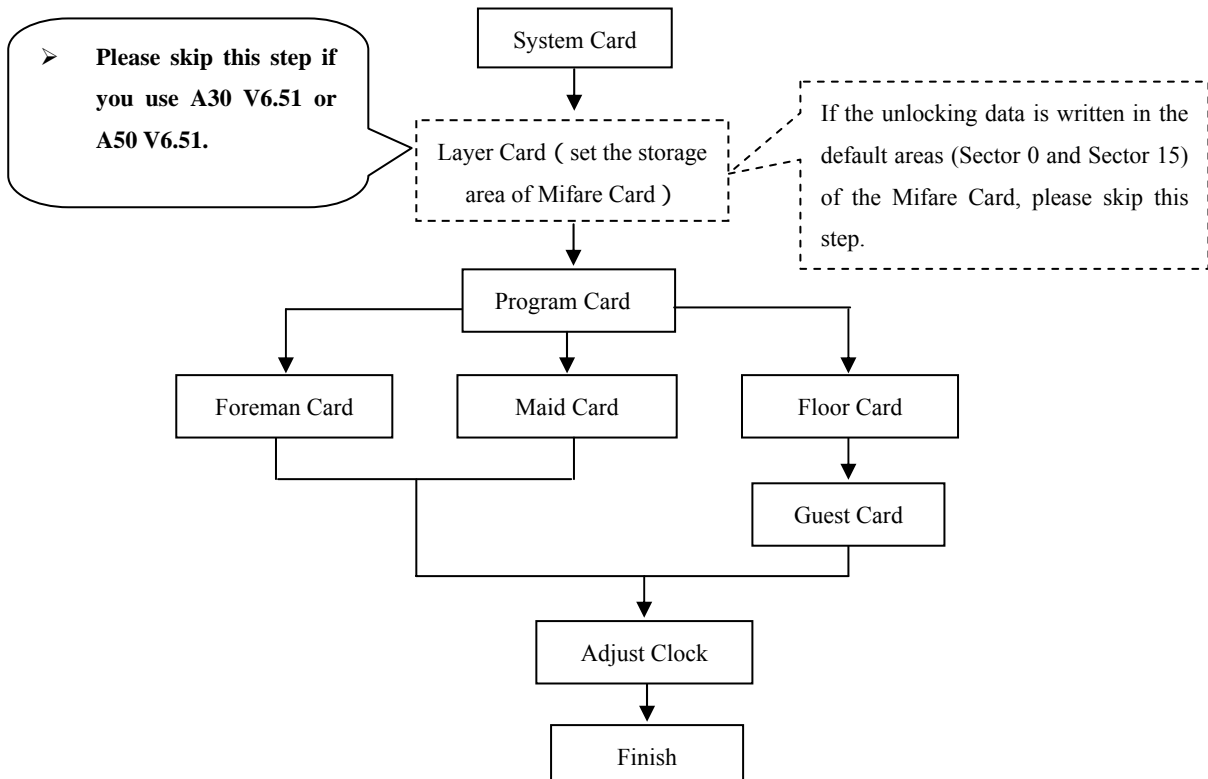 System Card
➢ Please skip this step if
you use A30 V6.51 or
A50 V6.51.
Layer Card（set the storage
area of Mifare Card）
If the unlocking data is written in the
default areas (Sector 0 and Sector 15)
of the Mifare Card, please skip this
step.
Program Card
Foreman Card
Maid Card
Floor Card
Guest Card
Adjust Clock
Finish